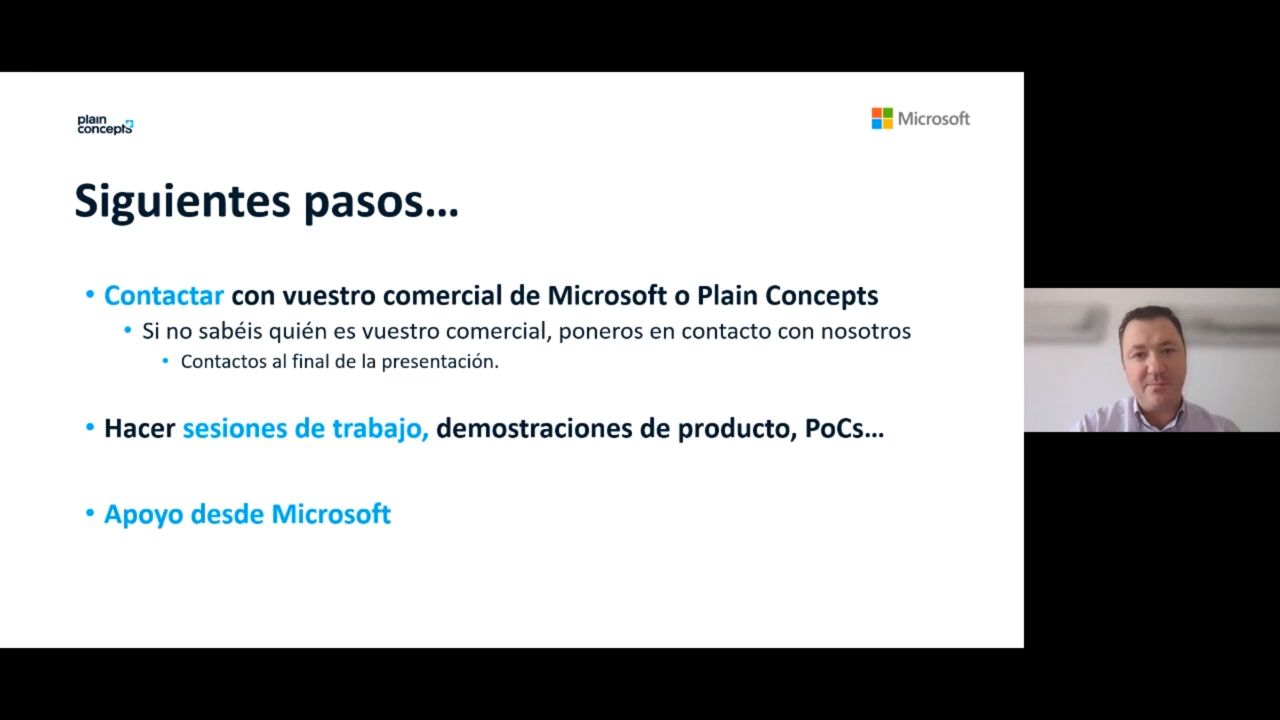 plain concepts
Microsoft
Siguientes pasos...
• Contactar con vuestro comercial de Microsoft o Plain Concepts
• Si no sabéis quién es vuestro comercial, poneros en contacto con nosotros
• Contactos al final de la presentación.
• Hacer sesiones de trabajo, demostraciones de producto, PoCs...
• Apoyo desde Microsoft